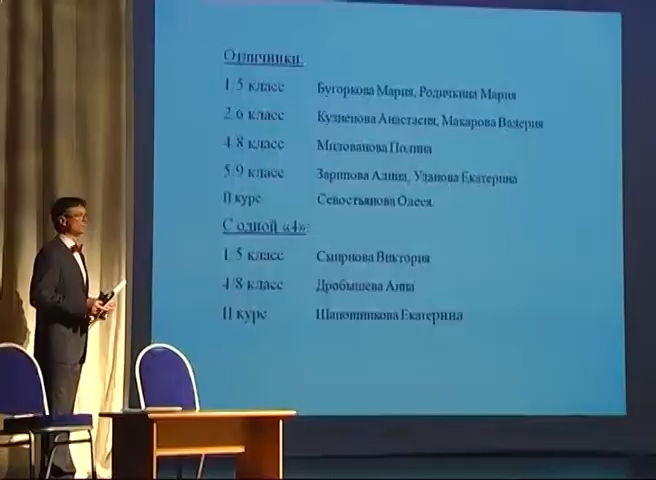 Отличники:
1/5 класс Бугоркова Мария, Родичкина Мария
2/6 класс Кузнецова Анастасия, Макарова Валерия
4/8 класс Милованова Полина
5/9 класс Зарипова Алина, Уданова Екатерина
II курс Севостьянова Олеся.
С одной «4»:
1/5 класс Смирнова Виктория
4/8 класс Дробышева Анна
II курс Шапошникова Екатерина